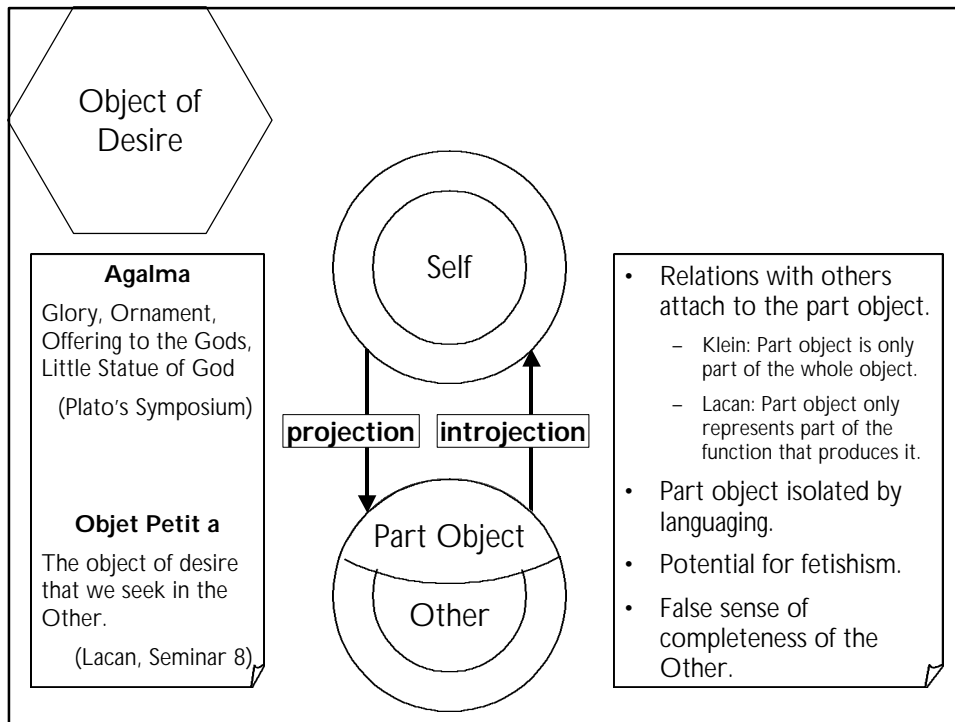 Object of
Desire
Agalma
Glory, Ornament,
Offering to the Gods,
Little Statue of God
(Plato's Symposium)
Objet Petit a
The object of desire
that we seek in the
Other.
(Lacan, Seminar 8)
Self
projection
introjection
Part Object
Other
• Relations with others
attach to the part object.
– Klein: Part object is only
part of the whole object.
– Lacan: Part object only
represents part of the
function that produces it.
• Part object isolated by
languaging.
• Potential for fetishism.
• False sense of
completeness of the
Other.